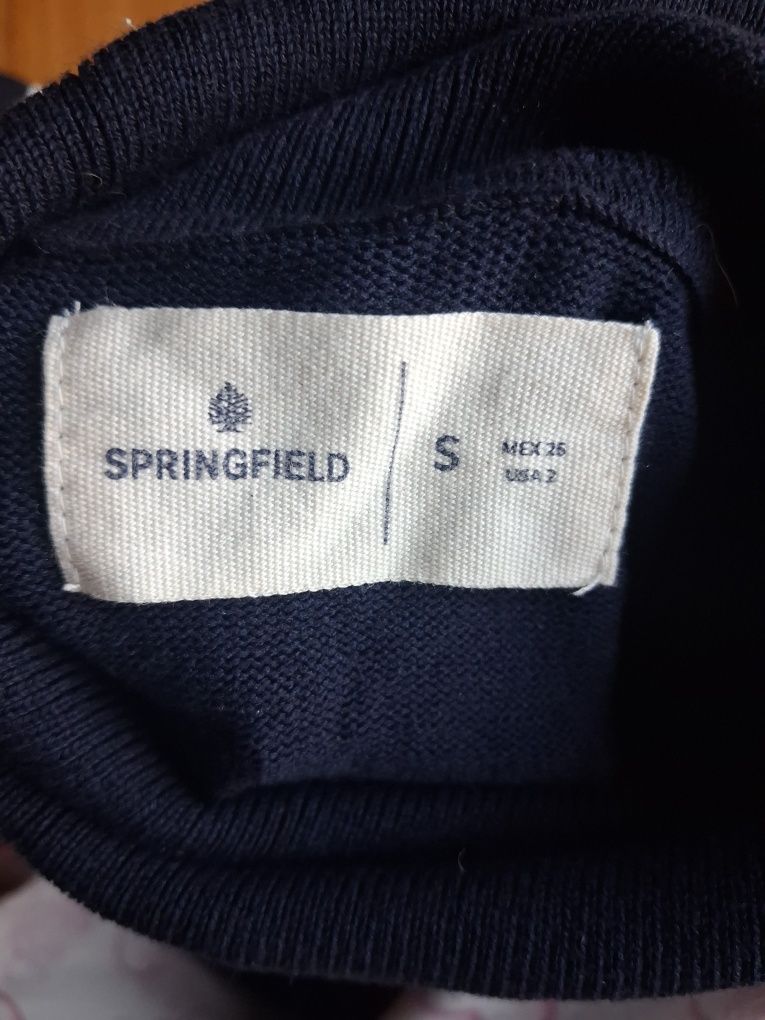 SPRINGFIELD
S
MEX 26
USA 2